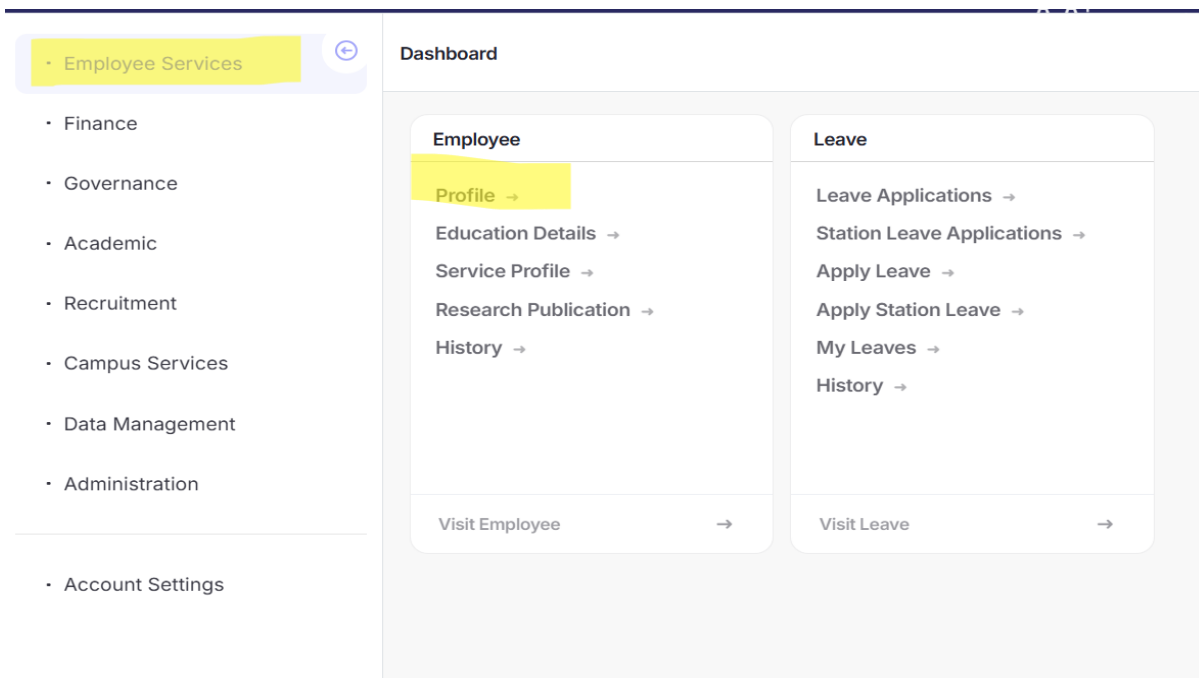 Employee Services
Finance
Governance
Academic
Recruitment
Campus Services
Data Management
Administration
Account Settings
Dashboard
Employee
Profile →
Education Details →
Service Profile →
Research Publication →
History →
Visit Employee →
Leave
Leave Applications →
Station Leave Applications →
Apply Leave →
Apply Station Leave →
My Leaves →
History →
Visit Leave →